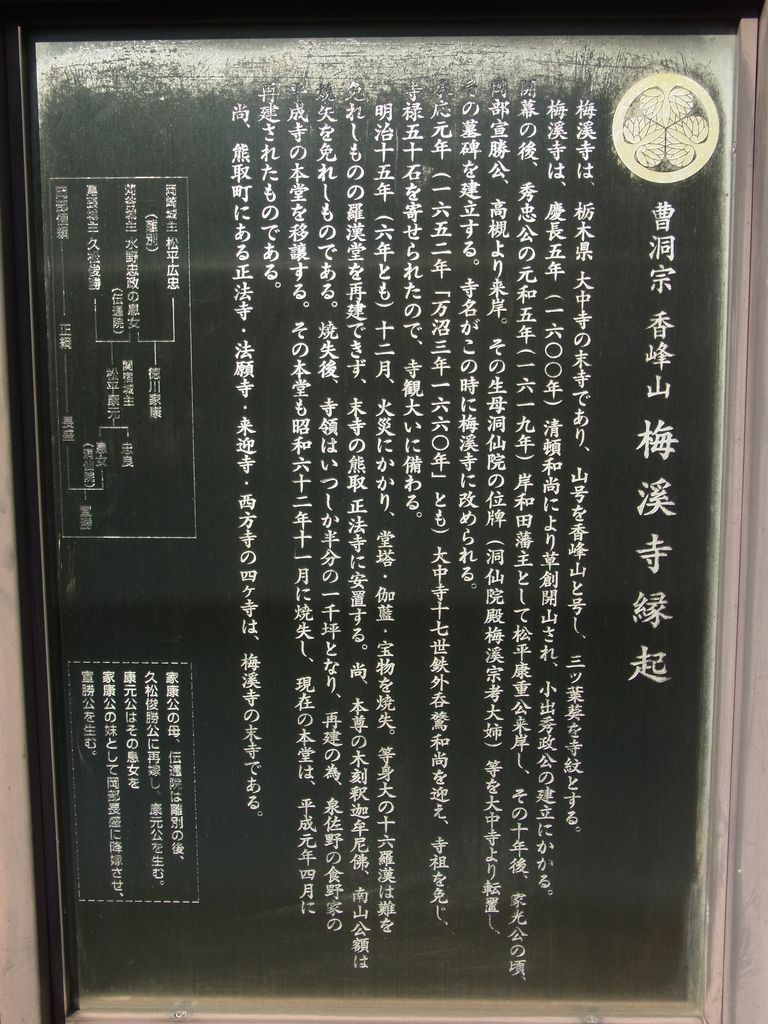 曹洞宗 香峰山 梅溪寺縁起
梅溪寺は、栃木県 大中寺の末寺であり、山号を香峰山と号し、三ッ葉葵を寺紋とする。
梅溪寺は、慶長五年（一六〇〇年）清頓和尚により草創開山され、小出秀政公の建立にかかる。
開幕の後、秀忠公の元和五年（一六一九年）岸和田藩主として松平康重公来岸し、その十年後、家光公の頃、
岡部宣勝公、高槻より来岸。その生母洞仙院の位牌（洞仙院殿梅溪宗考大姉）等を大中寺より転置し、
その墓碑を建立する。寺名がこの時に梅溪寺に改められる。
承応元年（一六五二年「万沼三年一六六〇年」とも）大中寺十七世鉄外呑鷟和尚を迎え、寺祖を免じ、
寺禄五十石を寄せられたので、寺観大いに備わる。
明治十五年（六年とも）十二月、火災にかかり、堂塔・伽藍・宝物を焼失。等身大の十六羅漢は難を
免れしものの羅漢堂を再建できず、末寺の熊取 正法寺に安置する。尚、本尊の木刻釈迦牟尼佛、南山公額は
焼失を免れしものである。焼失後、寺領はいつしか半分の一千坪となり、再建の為、泉佐野の食野家の
平成寺の本堂を移譲する。その本堂も昭和六十二年十一月に焼失し、現在の本堂は、平成元年四月に
再建されたものである。
尚、熊取町にある正法寺・法願寺・来迎寺・西方寺の四ヶ寺は、梅溪寺の末寺である。
岡崎城主 松平広忠
（離別）
徳川家康
刈谷城主 水野忠政の息女
（伝通院）
関宿城主
松平康元
忠良
尾野城主 久松俊勝
息女
（洞仙院）
宣勝
岡部信綱
正綱
長盛
家康公の母、伝通院は離別の後、
久松俊勝公に再嫁し、康元公を生む。
康元公はその息女を
家康公の妹として岡部長盛に降嫁させ、
宣勝公を生む。